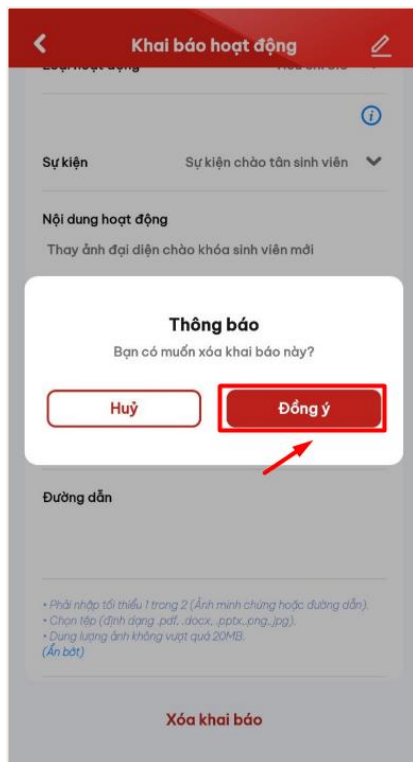 Khai báo hoạt động
Loại hoạt động
Sự kiện Sự kiện chào tân sinh viên
Nội dung hoạt động
Thay ảnh đại diện chào khóa sinh viên mới
Thông báo
Bạn có muốn xóa khai báo này?
Huỷ Đồng ý
Đường dẫn
• Phải nhập tối thiểu 1 trong 2 (Ảnh minh chứng hoặc đường dẫn).
• Chọn tệp (định dạng .pdf, .docx, .pptx,.png,.jpg).
• Dung lượng ảnh không vượt quá 20MB.
(Ẩn bớt)
Xóa khai báo